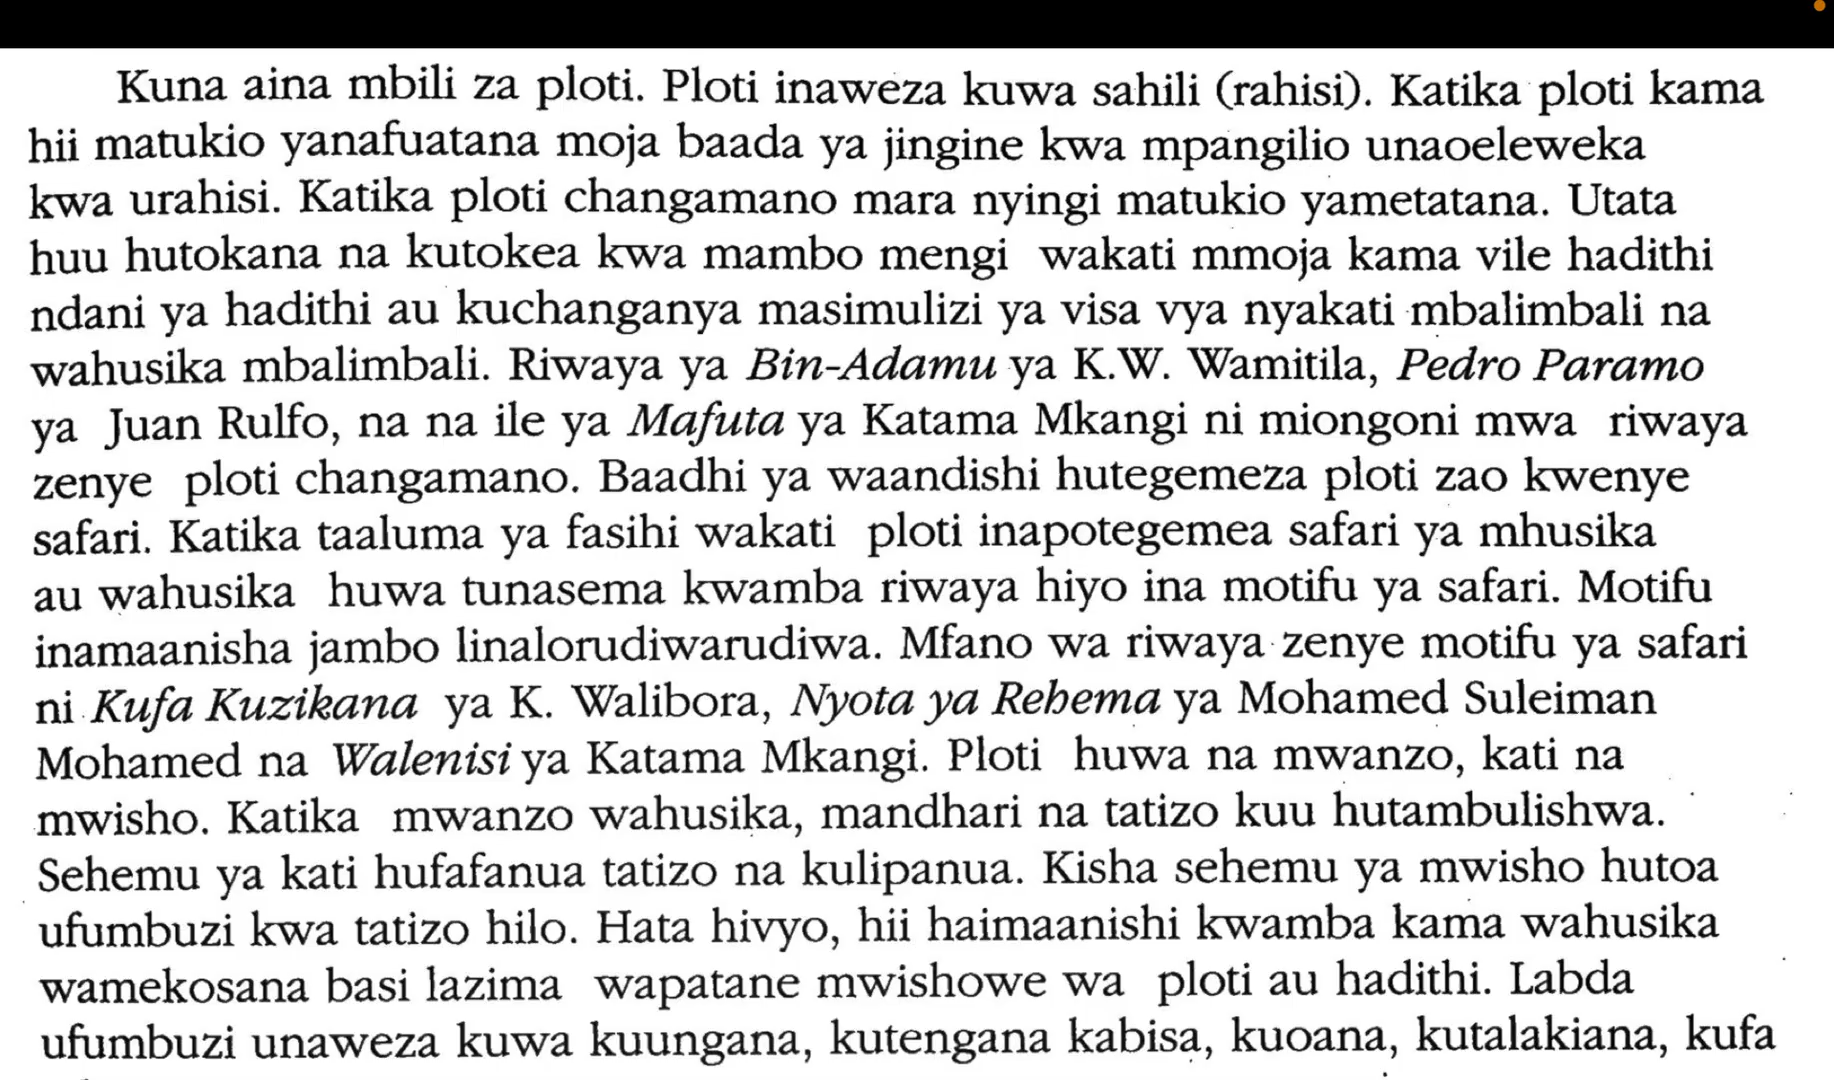 Kuna aina mbili za ploti. Ploti inaweza kuwa sahili (rahisi). Katika ploti kama
hii matukio yanafuatana moja baada ya jingine kwa mpangilio unaoeleweka
kwa urahisi. Katika ploti changamano mara nyingi matukio yametatana. Utata
huu hutokana na kutokea kwa mambo mengi wakati mmoja kama vile hadithi
ndani ya hadithi au kuchanganya masimulizi ya visa vya nyakati mbalimbali na
wahusika mbalimbali. Riwaya ya Bin-Adamu ya K.W. Wamitila, Pedro Paramo
ya Juan Rulfo, na na ile ya Mafuta ya Katama Mkangi ni miongoni mwa riwaya
zenye ploti changamano. Baadhi ya waandishi hutegemeza ploti zao kwenye
safari. Katika taaluma ya fasihi wakati ploti inapotegemea safari ya mhusika
au wahusika huwa tunasema kwamba riwaya hiyo ina motifu ya safari. Motifu
inamaanisha jambo linalorudiwarudiwa. Mfano wa riwaya zenye motifu ya safari
ni Kufa Kuzikana ya K. Walibora, Nyota ya Rehema ya Mohamed Suleiman
Mohamed na Walenisi ya Katama Mkangi. Ploti huwa na mwanzo, kati na
mwisho. Katika mwanzo wahusika, mandhari na tatizo kuu hutambulishwa.
Sehemu ya kati hufafanua tatizo na kulipanua. Kisha sehemu ya mwisho hutoa
ufumbuzi kwa tatizo hilo. Hata hivyo, hii haimaanishi kwamba kama wahusika
wamekosana basi lazima wapatane mwishowe wa ploti au hadithi. Labda
ufumbuzi unaweza kuwa kuungana, kutengana kabisa, kuoana, kutalakiana, kufa